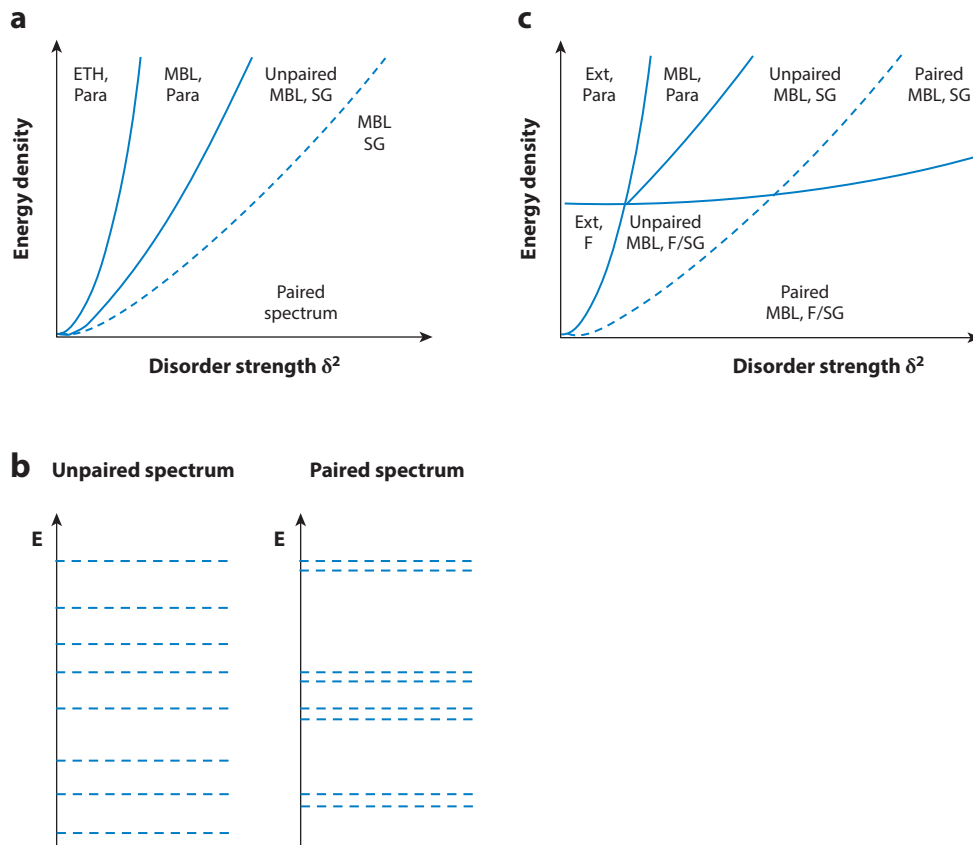 a
ETH,
Para
MBL,
Para
Unpaired
MBL, SG
MBL
SG
Paired
spectrum
Energy density
Disorder strength δ²
c
Ext,
Para
MBL,
Para
Unpaired
MBL, SG
Paired
MBL, SG
Ext,
F
Unpaired
MBL, F/SG
Paired
MBL, F/SG
Energy density
Disorder strength δ²
b
Unpaired spectrum
E
Paired spectrum
E